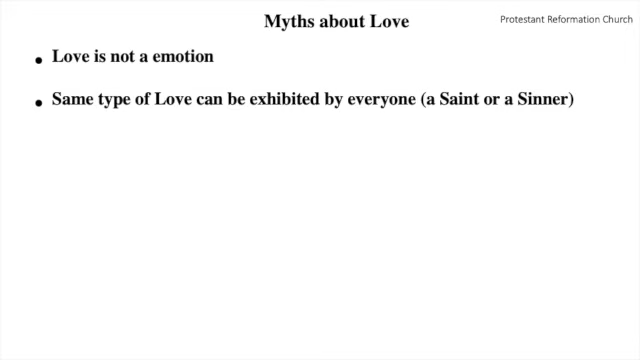 Myths about Love
Protestant Reformation Church
• Love is not a emotion
• Same type of Love can be exhibited by everyone (a Saint or a Sinner)